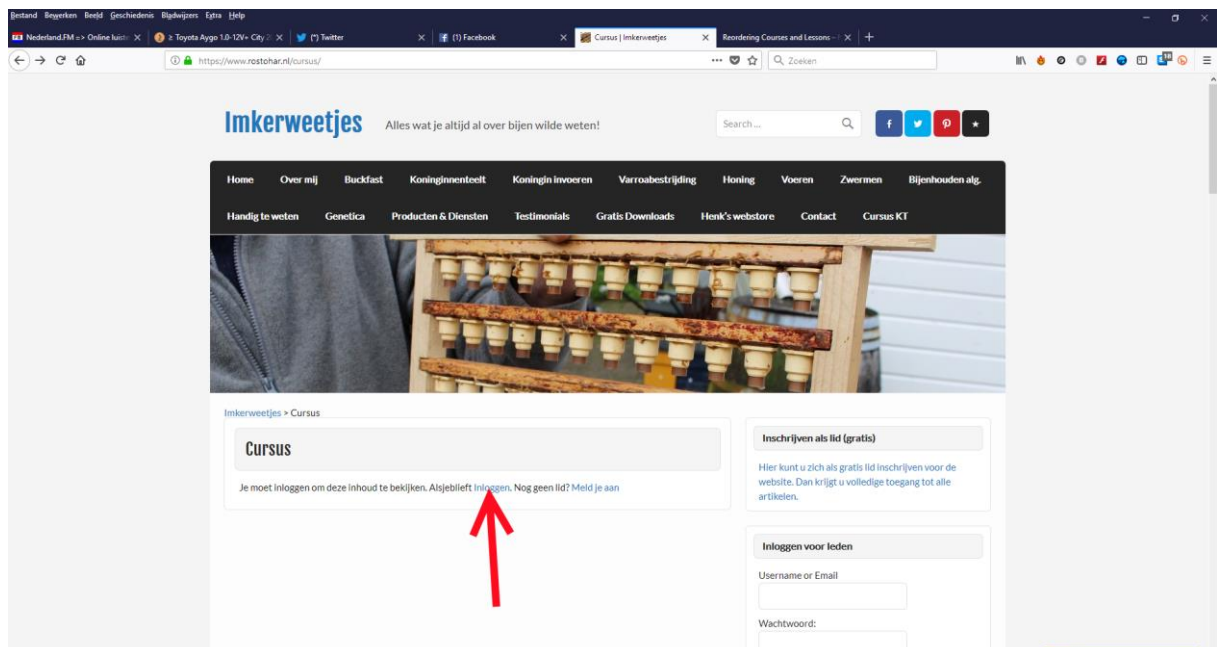 Bestand Bewerken Beeld Geschiedenis Bladwijzers Extra Help
Nederland.FM => Online luist
≥ Toyota Aygo 1.0-12V+ City
(*) Twitter
(1) Facebook
Cursus | Imkerweetjes
Reordering Courses and Lessons –
https://www.rostohar.nl/cursus/
Zoeken
Imkerweetjes
Alles wat je altijd al over bijen wilde weten!
Search ...
Home Over mij Buckfast Koninginnenteelt Koningin invoeren Varroabestrijding Honing Voeren Zwermen Bijenhouden alg.
Handig te weten Genetica Producten & Diensten Testimonials Gratis Downloads Henk's webstore Contact Cursus KT
Imkerweetjes > Cursus
Cursus
Je moet inloggen om deze inhoud te bekijken. Alsjeblieft Inloggen. Nog geen lid? Meld je aan
Inschrijven als lid (gratis)
Hier kunt u zich als gratis lid inschrijven voor de
website. Dan krijgt u volledige toegang tot alle
artikelen.
Inloggen voor leden
Username or Email
Wachtwoord: